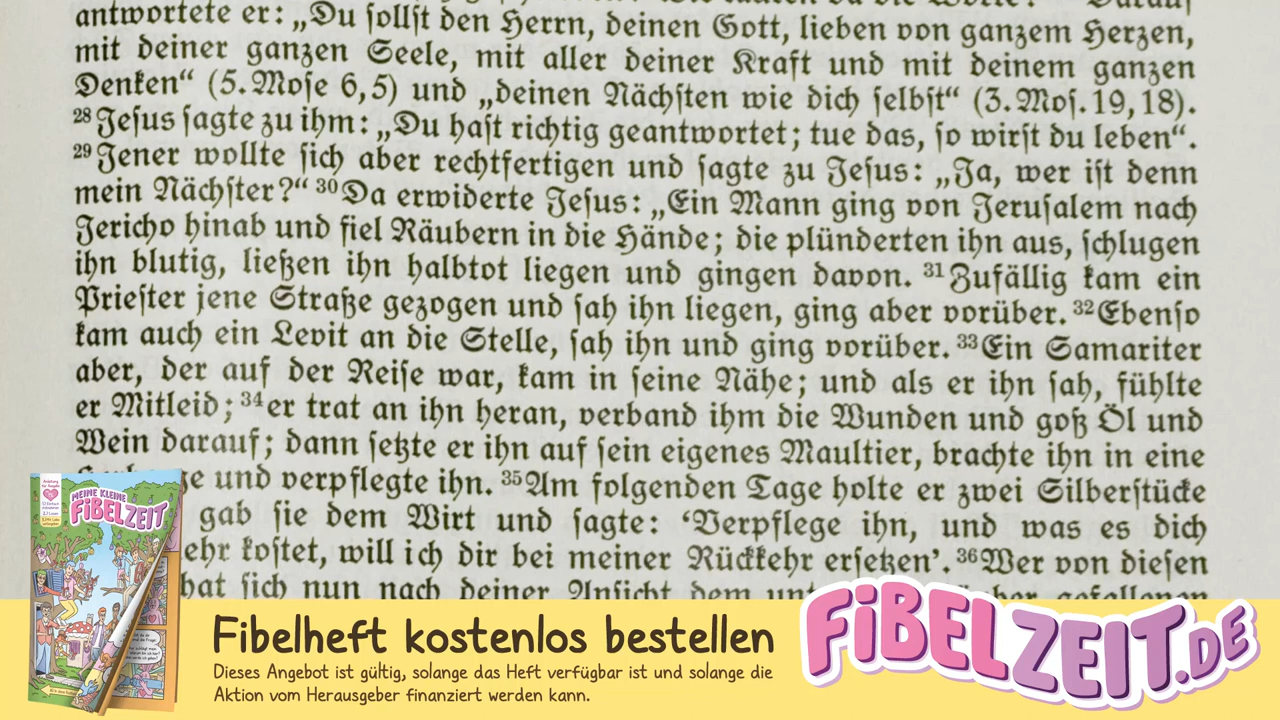 antwortete er: „Du sollst den Herrn, deinen Gott, lieben von ganzem Herzen,
mit deiner ganzen Seele, mit aller deiner Kraft und mit deinem ganzen
Denken“ (5. Mose 6, 5) und „deinen Nächsten wie dich selbst“ (3. Mos. 19, 18).
28 Jesus sagte zu ihm: „Du hast richtig geantwortet; tue das, so wirst du leben“.
29 Jener wollte sich aber rechtfertigen und sagte zu Jesus: „Ja, wer ist denn
mein Nächster?“ 30 Da erwiderte Jesus: „Ein Mann ging von Jerusalem nach
Jericho hinab und fiel Räubern in die Hände; die plünderten ihn aus, schlugen
ihn blutig, ließen ihn halbtot liegen und gingen davon. 31 Zufällig kam ein
Priester jene Straße gezogen und sah ihn liegen, ging aber vorüber. 32 Ebenso
kam auch ein Levit an die Stelle, sah ihn und ging vorüber. 33 Ein Samariter
aber, der auf der Reise war, kam in seine Nähe; und als er ihn sah, fühlte
er Mitleid; 34 er trat an ihn heran, verband ihm die Wunden und goß Öl und
Wein darauf; dann setzte er ihn auf sein eigenes Maultier, brachte ihn in eine
und verpflegte ihn. 35 Am folgenden Tage holte er zwei Silberstücke
gab sie dem Wirt und sagte: ‘Verpflege ihn, und was es dich
ehr kostet, will ich dir bei meiner Rückkehr ersetzen’. 36 Wer von diesen
hat sich nun nach deiner Ansicht dem
MEINE KLEINE
FIBELZEIT
Fibelheft kostenlos bestellen
Dieses Angebot ist gültig, solange das Heft verfügbar ist und solange die
Aktion vom Herausgeber finanziert werden kann.
FIBELZEIT.DE